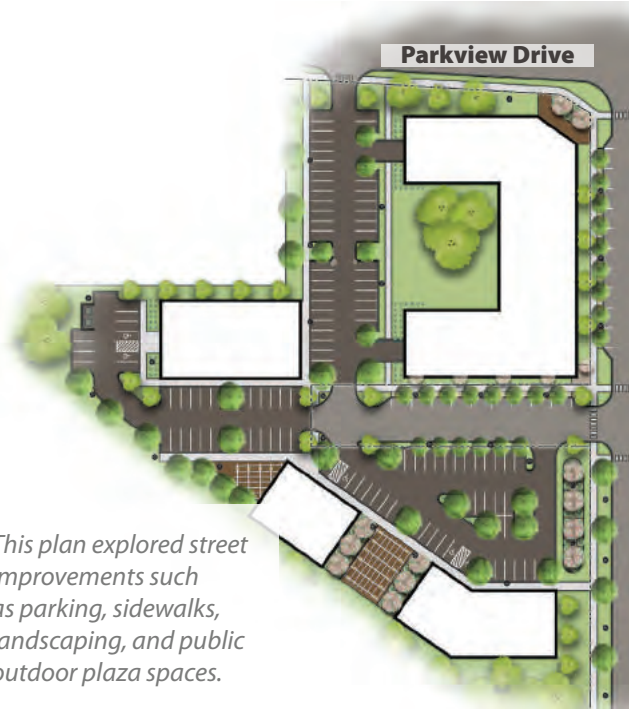 Parkview Drive
This plan explored street
improvements such
as parking, sidewalks,
landscaping, and public
outdoor plaza spaces.